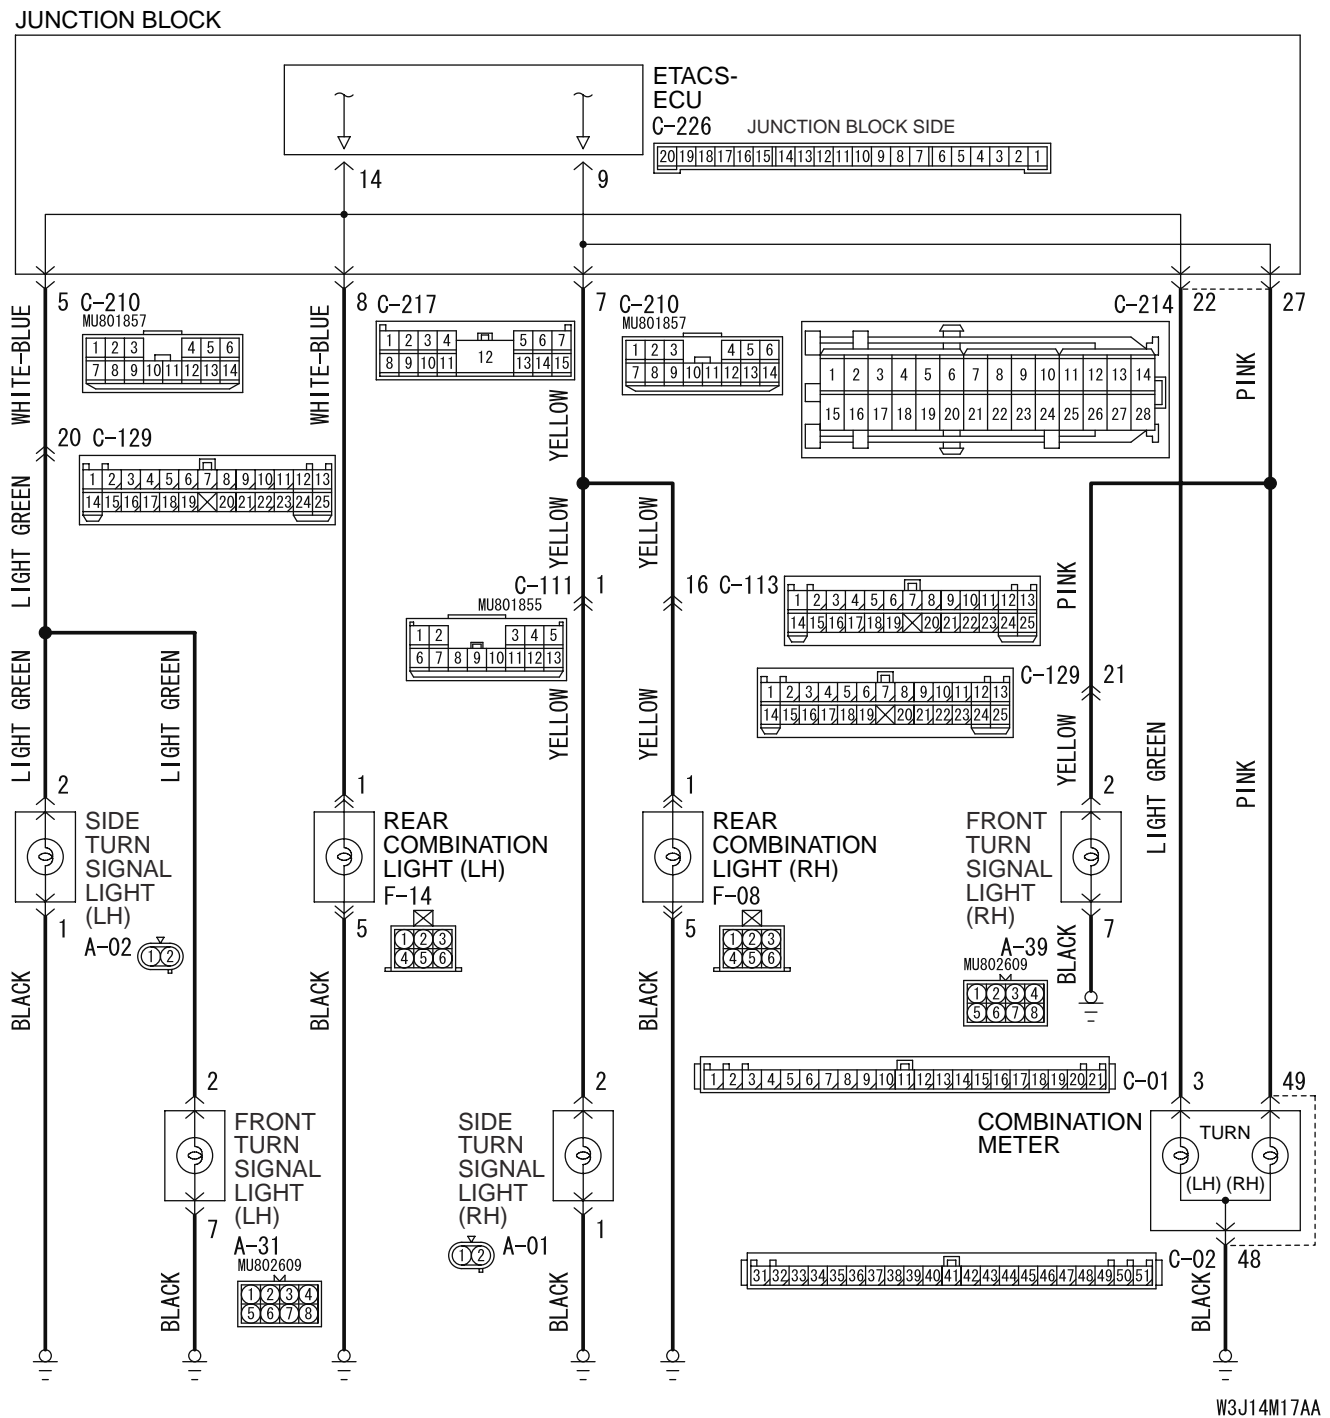 JUNCTION BLOCK
ETACS-
ECU
C-226 JUNCTION BLOCK SIDE
20 19 18 17 16 15 14 13 12 11 10 9 8 7 6 5 4 3 2 1
14
9
5 C-210
MU801857
1 2 3 4 5 6
7 8 9 10 11 12 13 14
8 C-217
1 2 3 4 12 5 6 7
8 9 10 11 13 14 15
7 C-210
MU801857
1 2 3 4 5 6
7 8 9 10 11 12 13 14
C-214 22 27
1 2 3 4 5 6 7 8 9 10 11 12 13 14
15 16 17 18 19 20 21 22 23 24 25 26 27 28
WHITE-BLUE
WHITE-BLUE
YELLOW
PINK
20 C-129
1 2 3 4 5 6 7 8 9 10 11 12 13
14 15 16 17 18 19 20 21 22 23 24 25
LIGHT GREEN
YELLOW
YELLOW
PINK
C-111 1
MU801855
1 2 3 4 5
6 7 8 9 10 11 12 13
16 C-113
1 2 3 4 5 6 7 8 9 10 11 12 13
14 15 16 17 18 19 20 21 22 23 24 25
C-129 21
1 2 3 4 5 6 7 8 9 10 11 12 13
14 15 16 17 18 19 20 21 22 23 24 25
LIGHT GREEN
LIGHT GREEN
YELLOW
YELLOW
YELLOW
LIGHT GREEN
PINK
2
SIDE
TURN
SIGNAL
LIGHT
(LH)
1
A-02
1 2
BLACK
1
REAR
COMBINATION
LIGHT (LH)
F-14
5
1 2 3
4 5 6
BLACK
1
REAR
COMBINATION
LIGHT (RH)
F-08
5
1 2 3
4 5 6
BLACK
2
FRONT
TURN
SIGNAL
LIGHT
(RH)
7
A-39
MU802609
1 2 3 4
5 6 7 8
BLACK
2
FRONT
TURN
SIGNAL
LIGHT
(LH)
7
A-31
MU802609
1 2 3 4
5 6 7 8
BLACK
2
SIDE
TURN
SIGNAL
LIGHT
(RH)
1
A-01
1 2
BLACK
1 2 3 4 5 6 7 8 9 10 11 12 13 14 15 16 17 18 19 20 21
C-01 3 49
COMBINATION
METER
TURN
(LH) (RH)
31 32 33 34 35 36 37 38 39 40 41 42 43 44 45 46 47 48 49 50 51
C-02 48
BLACK
W3J14M17AA